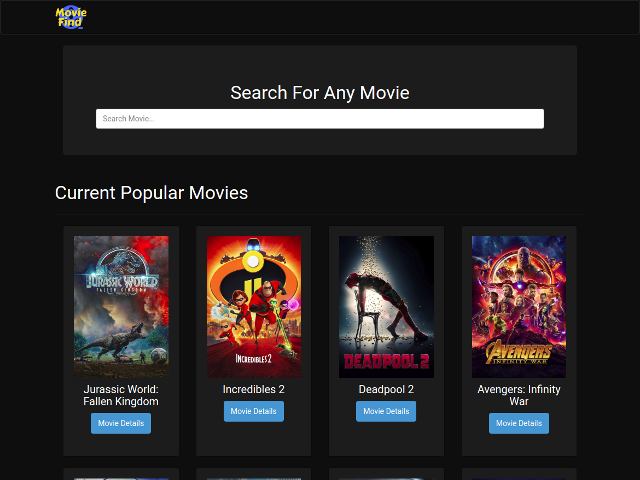 Movie
Find
Search For Any Movie
Search Movie...
Current Popular Movies
JURASSIC WORLD
FALLEN KINGDOM
INCREDIBLES 2
DEADPOOL 2
AVENGERS
INFINITY WAR
Jurassic World:
Fallen Kingdom
Incredibles 2
Deadpool 2
Avengers: Infinity
War
Movie Details
Movie Details
Movie Details
Movie Details